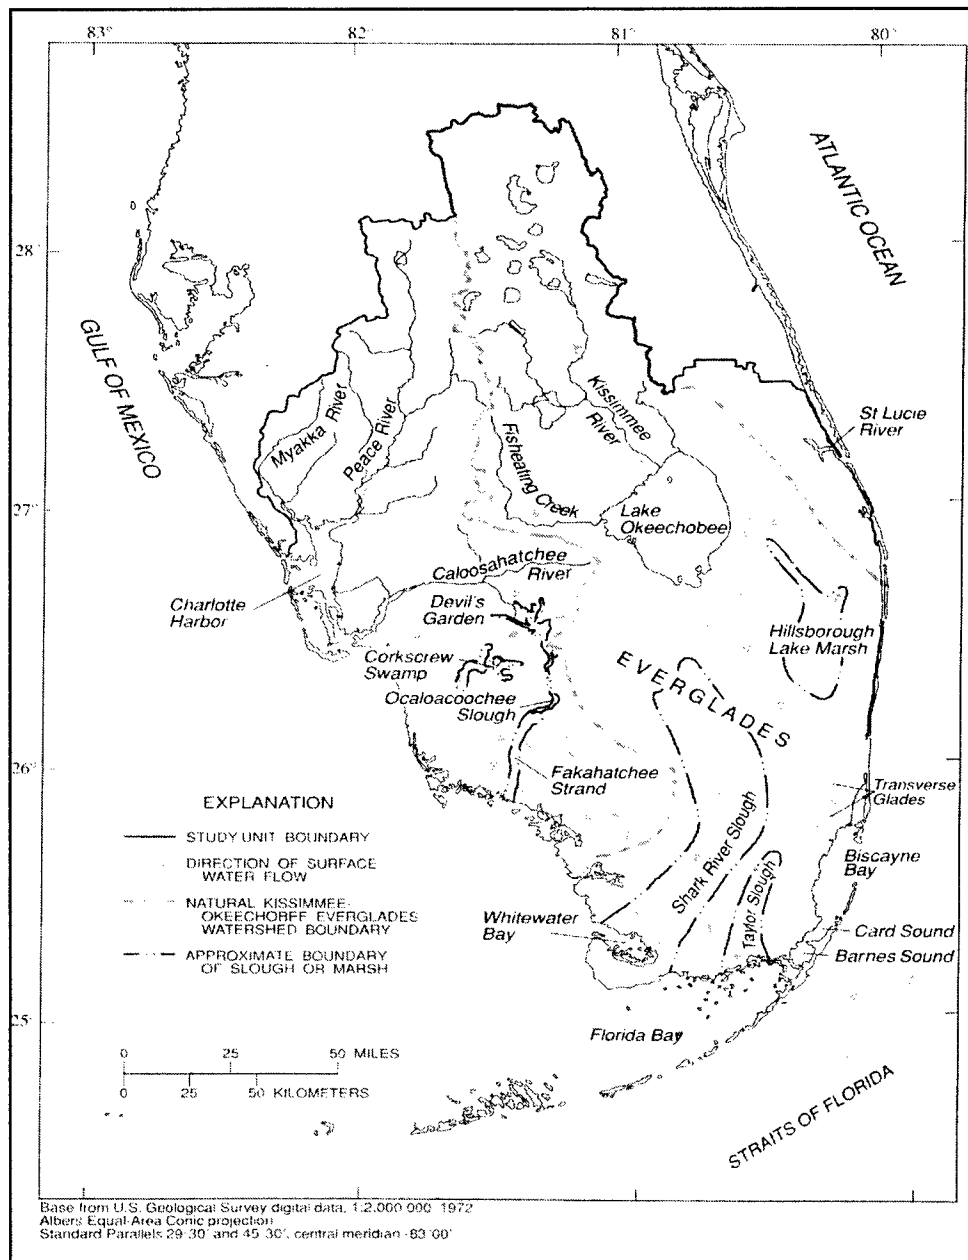 83°
82°
81°
80°
ATLANTIC OCEAN
28°
GULF OF MEXICO
Myakka River
Peace River
Kissimmee
River
St Lucie
River
Fisheating Creek
27°
Lake
Okeechobee
Caloosahatchee
River
Charlotte
Harbor
Devil's
Garden
Hillsborough
Lake Marsh
Corkscrew
Swamp
EVERGLADES
Ocaloacoochee
Slough
26°
Fakahatchee
Strand
Transverse
Glades
EXPLANATION
STUDY UNIT BOUNDARY
DIRECTION OF SURFACE
WATER FLOW
NATURAL KISSIMMEE-
OKEECHOBEE EVERGLADES
WATERSHED BOUNDARY
APPROXIMATE BOUNDARY
OF SLOUGH OR MARSH
Shark River Slough
Taylor Slough
Biscayne
Bay
Whitewater
Bay
Card Sound
Barnes Sound
25°
Florida Bay
0 25 50 MILES
0 25 50 KILOMETERS
STRAITS OF FLORIDA
Base from U.S. Geological Survey digital data, 1:2,000,000, 1972
Albers Equal-Area Conic projection
Standard Parallels 29°30' and 45°30', central meridian -83°00'